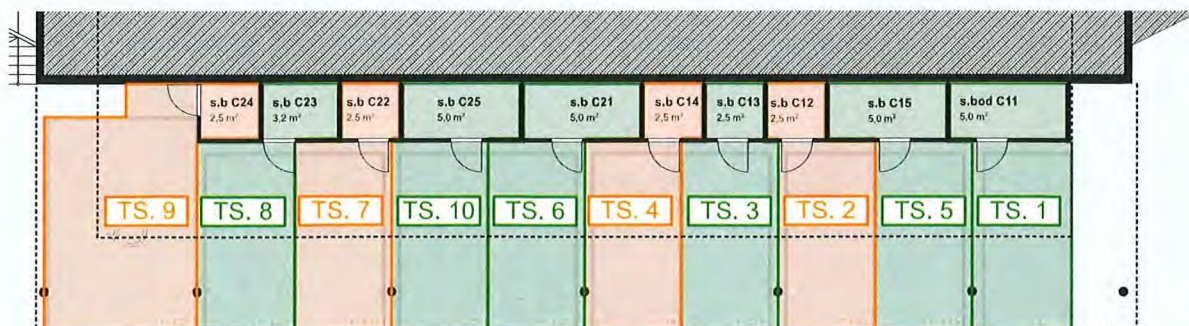 s.b C24
2,5 m²
s.b C23
3,2 m²
s.b C22
2,5 m²
s.b C25
5,0 m²
s.b C21
5,0 m²
s.b C14
2,5 m²
s.b C13
2,5 m²
s.b C12
2,5 m²
s.b C15
5,0 m²
s.bod C11
5,0 m²
TS. 9
TS. 8
TS. 7
TS. 10
TS. 6
TS. 4
TS. 3
TS. 2
TS. 5
TS. 1